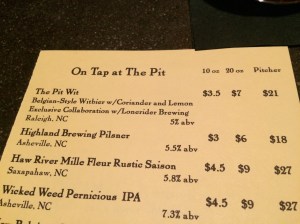 On Tap at The Pit 10 oz 20 oz Pitcher
The Pit Wit $3.5 $7 $21
Belgian-Style Witbier w/Coriander and Lemon
Exclusive Collaboration w/Lonerider Brewing
Raleigh, NC 5% abv
Highland Brewing Pilsner $3 $6 $18
Asheville, NC 5.5% abv
Haw River Mille Fleur Rustic Saison $4.5 $9 $27
Saxapahaw, NC 5.8% abv
Wicked Weed Pernicious IPA $4.5 $9 $27
Asheville, NC 7.3% abv